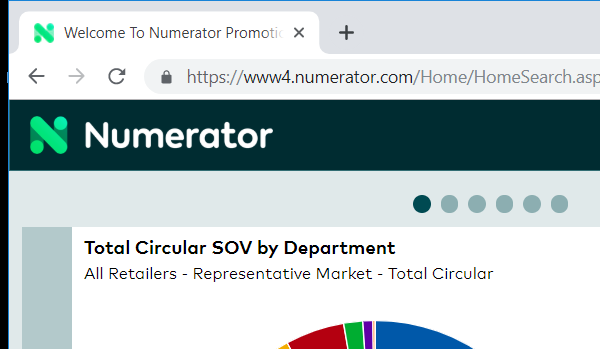 Welcome To Numerator Promotio
https://www4.numerator.com/Home/HomeSearch.asp
Numerator
Total Circular SOV by Department
All Retailers - Representative Market - Total Circular